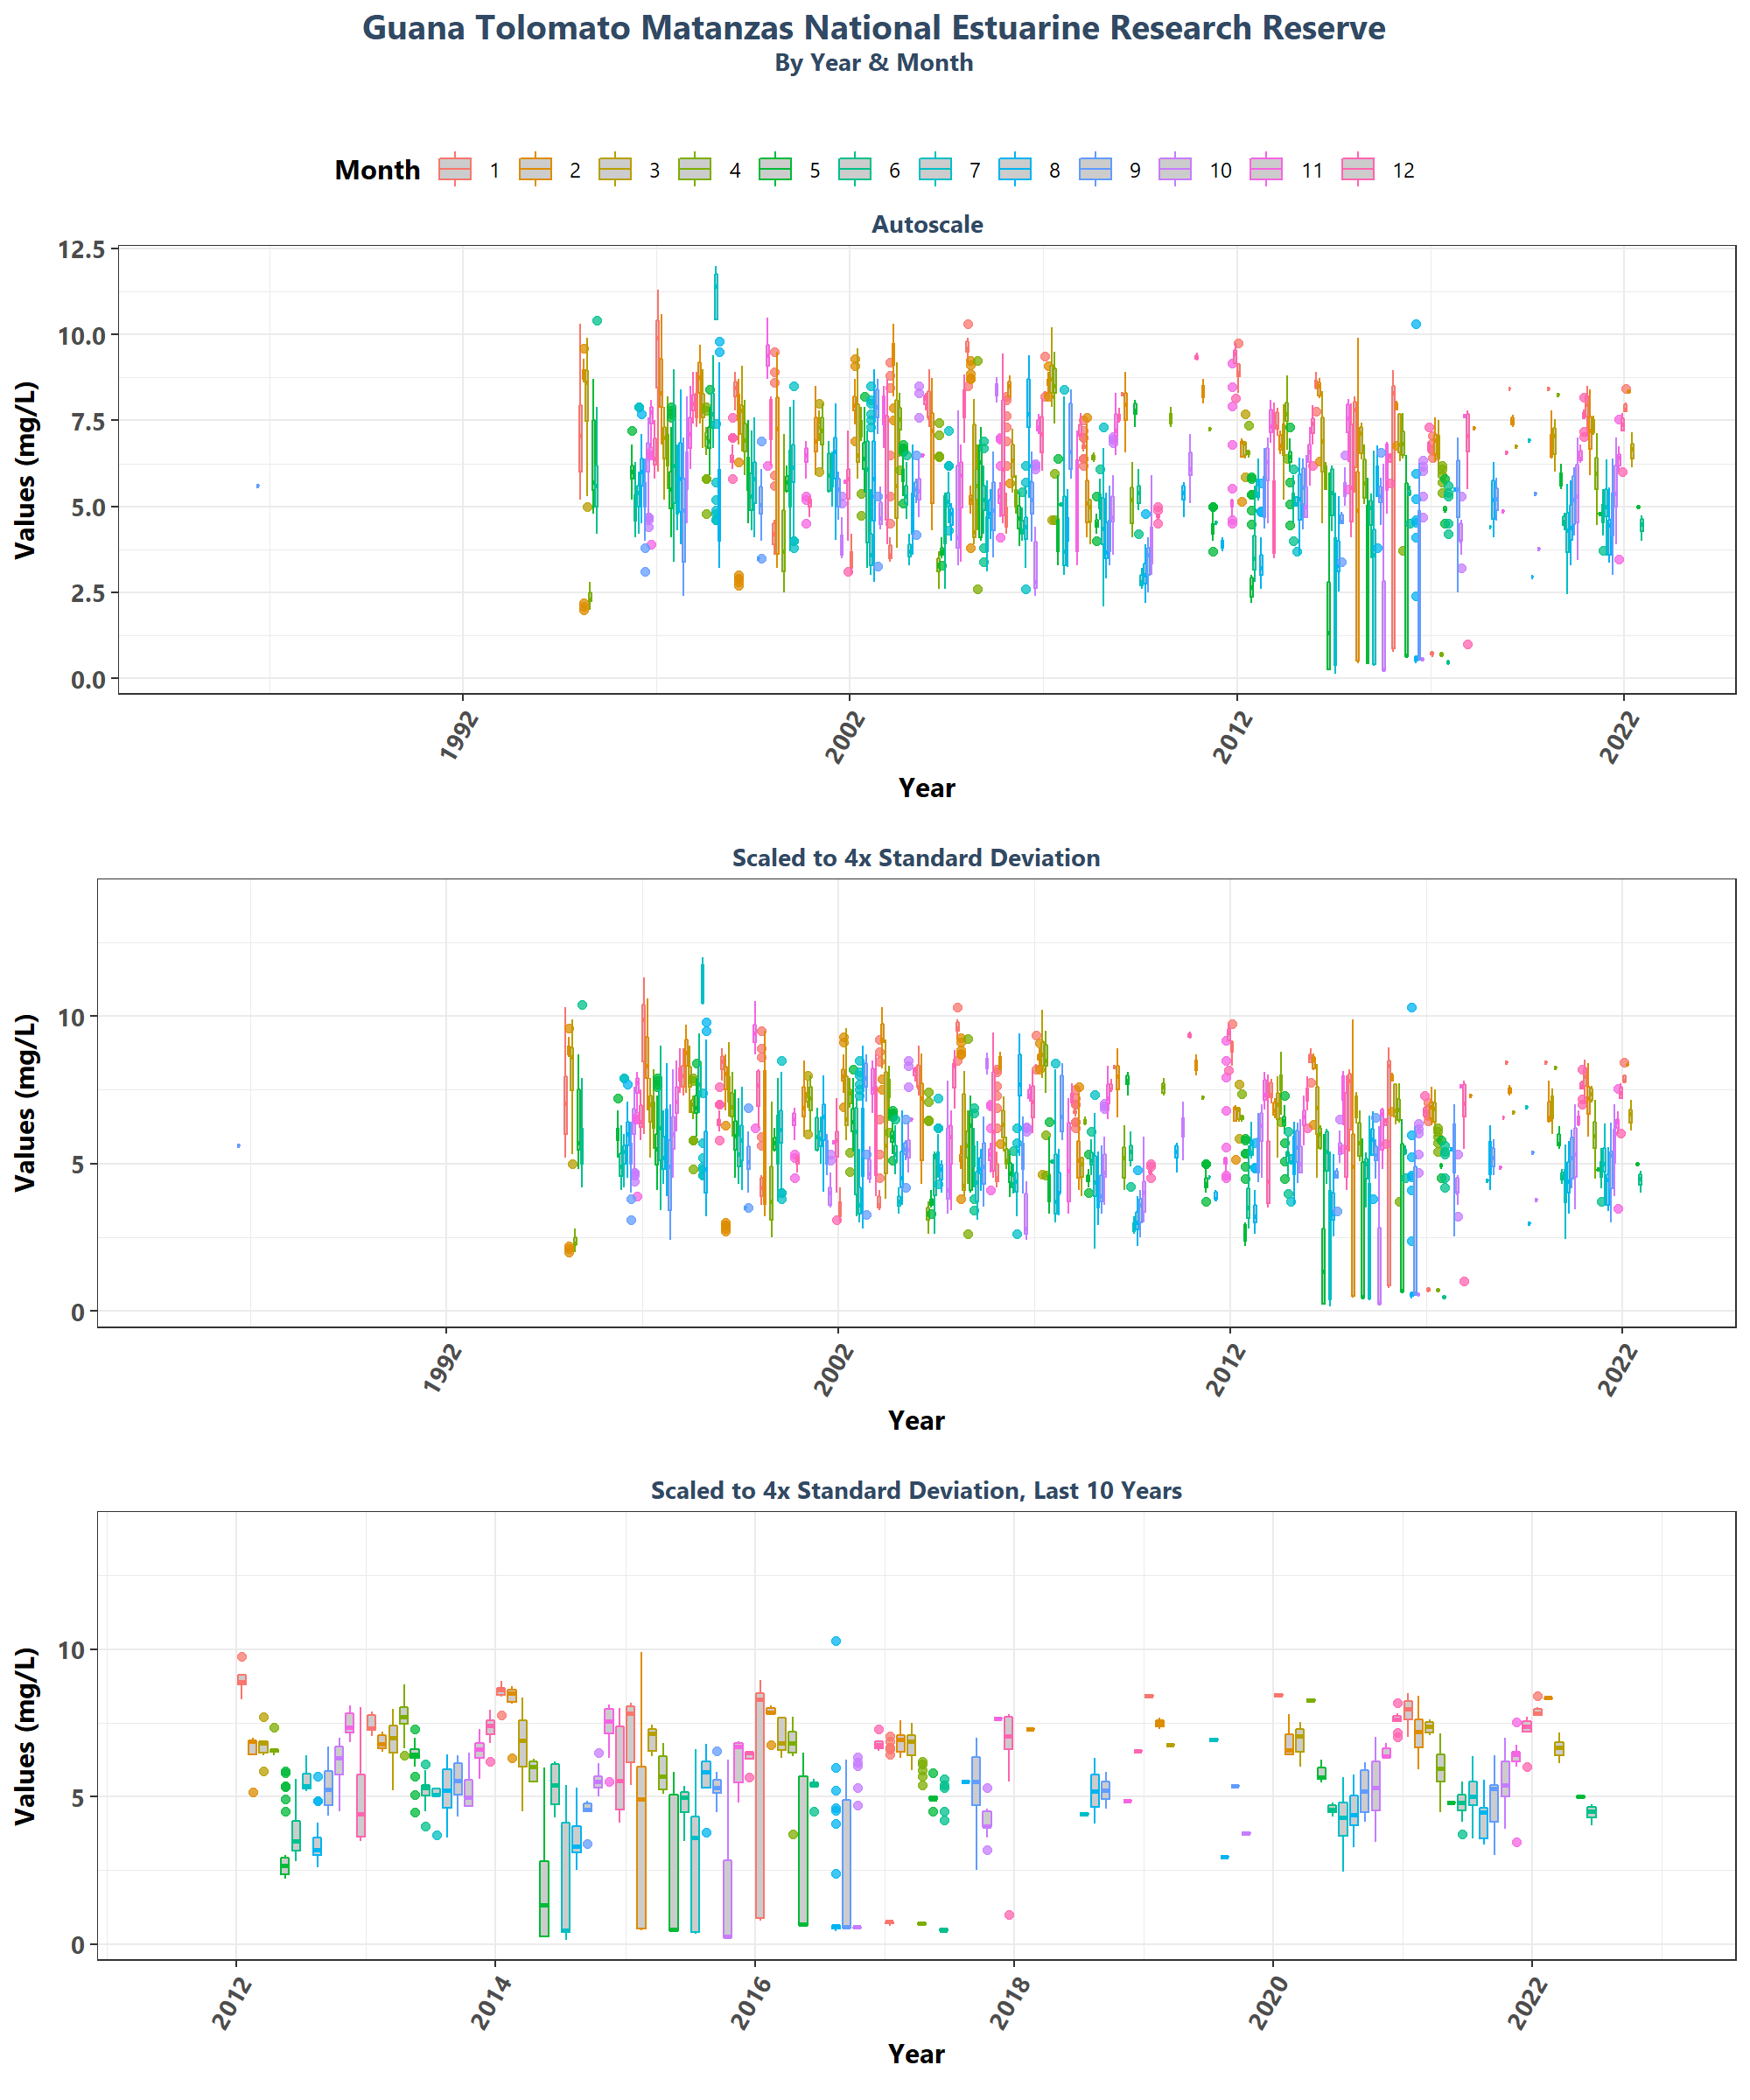 Guana Tolomato Matanzas National Estuarine Research Reserve
By Year & Month
Month 1 2 3 4 5 6 7 8 9 10 11 12
Autoscale
12.5
10.0
7.5
5.0
2.5
0.0
Values (mg/L)
1992 2002 2012 2022
Year
Scaled to 4x Standard Deviation
10
5
0
Values (mg/L)
1992 2002 2012 2022
Year
Scaled to 4x Standard Deviation, Last 10 Years
10
5
0
Values (mg/L)
2012 2014 2016 2018 2020 2022
Year